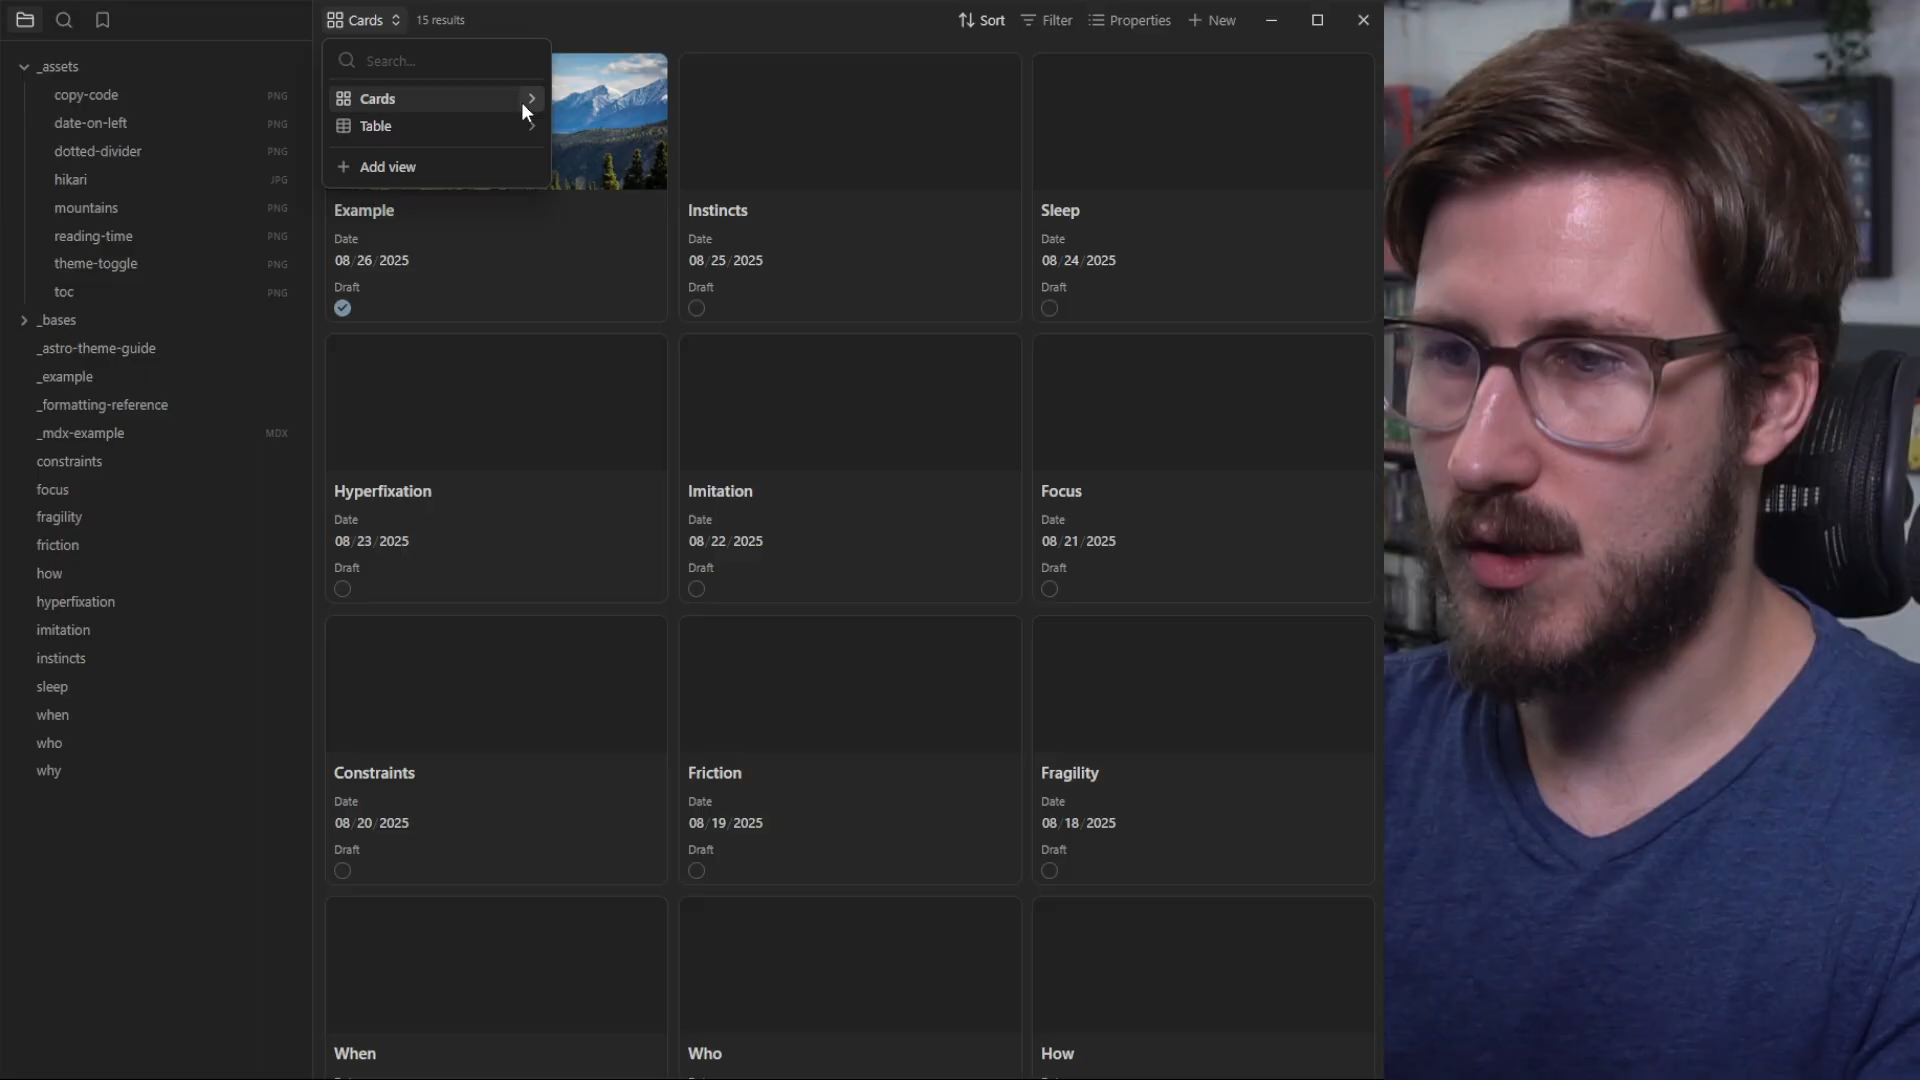 Cards
15 results
Sort
Filter
Properties
New
Search...
Cards
Table
Add view
_assets
copy-code PNG
date-on-left PNG
dotted-divider PNG
hikari JPG
mountains PNG
reading-time PNG
theme-toggle PNG
toc PNG
_bases
_astro-theme-guide
_example
_formatting-reference
_mdx-example MDX
constraints
focus
fragility
friction
how
hyperfixation
imitation
instincts
sleep
when
who
why
Example
Date
08/26/2025
Draft
Instincts
Date
08/25/2025
Draft
Sleep
Date
08/24/2025
Draft
Hyperfixation
Date
08/23/2025
Draft
Imitation
Date
08/22/2025
Draft
Focus
Date
08/21/2025
Draft
Constraints
Date
08/20/2025
Draft
Friction
Date
08/19/2025
Draft
Fragility
Date
08/18/2025
Draft
When
Who
How